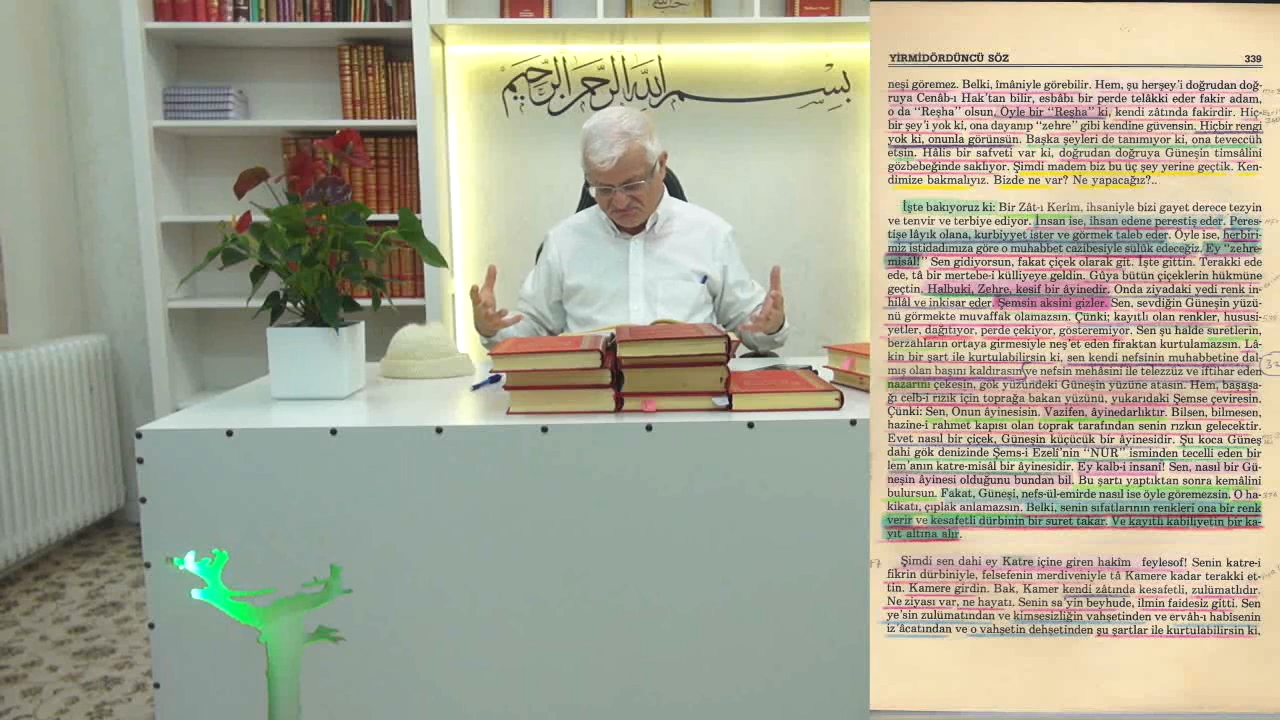 بسم الله الرحمن الرحيم
YİRMİDÖRDÜNCÜ SÖZ 339
neşi göremez. Belki, îmâniyle görebilir. Hem, şu herşey'i doğrudan doğ-
ruya Cenâb-ı Hak'tan bilir, esbâbı bir perde telâkki eder fakir adam,
o da "Reşha" olsun. Öyle bir "Reşha" ki, kendi zâtında fakirdir. Hiç-
bir şey'i yok ki, ona dayanıp "zehre" gibi kendine güvensin. Hiçbir rengi
yok ki, onunla görünsün. Başka şeyleri de tanımıyor ki, ona teveccüh
etsin. Hâlis bir safveti var ki, doğrudan doğruya Güneşin timsalini
gözbebeğinde saklıyor. Şimdi madem biz bu üç şey yerine geçtik. Ken-
dimize bakmalıyız. Bizde ne var? Ne yapacağız?..
İşte bakıyoruz ki: Bir Zât-ı Kerîm, ihsaniyle bizi gayet derece tezyin
ve tenvir ve terbiye ediyor. İnsan ise, ihsan edene perestiş eder. Peres-
tişe lâyık olana, kurbiyyet ister ve görmek taleb eder. Öyle ise, herbiri-
miz istidadımıza göre o muhabbet cazibesiyle sülûk edeceğiz. Ey "zehre-
misâl!" Sen gidiyorsun, fakat çiçek olarak git. İşte gittin. Terakki ede
ede, tâ bir mertebe-i külliyeye geldin. Gûya bütün çiçeklerin hükmüne
geçtin. Halbuki, Zehre, kesif bir âyinedir. Onda ziyadaki yedi renk in-
hilâl ve inkisar eder. Şemsin aksini gizler. Sen, sevdiğin Güneşin yüzü-
nü görmekte muvaffak olamazsın. Çünki: kayıtlı olan renkler, hususi-
yetler, dağıtıyor, perde çekiyor, gösteremiyor. Sen şu halde suretlerin,
berzahların ortaya girmesiyle neş'et eden firaktan kurtulamazsın. Lâ-
kin bir şart ile kurtulabilirsin ki, sen kendi nefsinin muhabbetine dal-
mış olan başını kaldırasın ve nefsin mehâsini ile telezzüz ve iftihar eden
nazarını çekesin, gök yüzündeki Güneşin yüzüne atasın. Hem, başaşa-
ğı celb-i rızık için toprağa bakan yüzünü, yukarıdaki Şemse çeviresin.
Çünki: Sen, Onun âyinesisin. Vazifen, âyinedarlıktır. Bilsen, bilmesen,
hazine-i rahmet kapısı olan toprak tarafından senin rızkın gelecektir.
Evet nasıl bir çiçek, Güneşin küçücük bir âyinesidir. Şu koca Güneş
dahi gök denizinde Şems-i Ezelî'nin "NUR" isminden tecelli eden bir
lem'anın katre-misâl bir âyinesidir. Ey kalb-i insanî! Sen, nasıl bir Gü-
neşin âyinesi olduğunu bundan bil. Bu şartı yaptıktan sonra kemâlini
bulursun. Fakat, Güneşi, nefs-ül-emirde nasıl ise öyle göremezsin. O ha-
kikatı, çıplak anlamazsın. Belki, senin sıfatlarının renkleri ona bir renk
verir ve kesafetli dürbinin bir suret takar. Ve kayıtlı kabiliyetin bir ka-
yıt altına alır.
Şimdi sen dahi ey Katre içine giren hakîm feylesof! Senin katre-i
fikrin dürbiniyle, felsefenin merdiveniyle tâ Kamere kadar terakki et-
tin. Kamere girdin. Bak, Kamer kendi zâtında kesafetli, zulümatlıdır.
Ne ziyası var, ne hayatı. Senin sa'yin beyhude, ilmin faidesiz gitti. Sen
ye'sin zulümatından ve kimsesizliğin vahşetinden ve ervâh-ı habîsenin
iz'âcatından ve o vahşetin dehşetinden şu şartlar ile kurtulabilirsin ki,